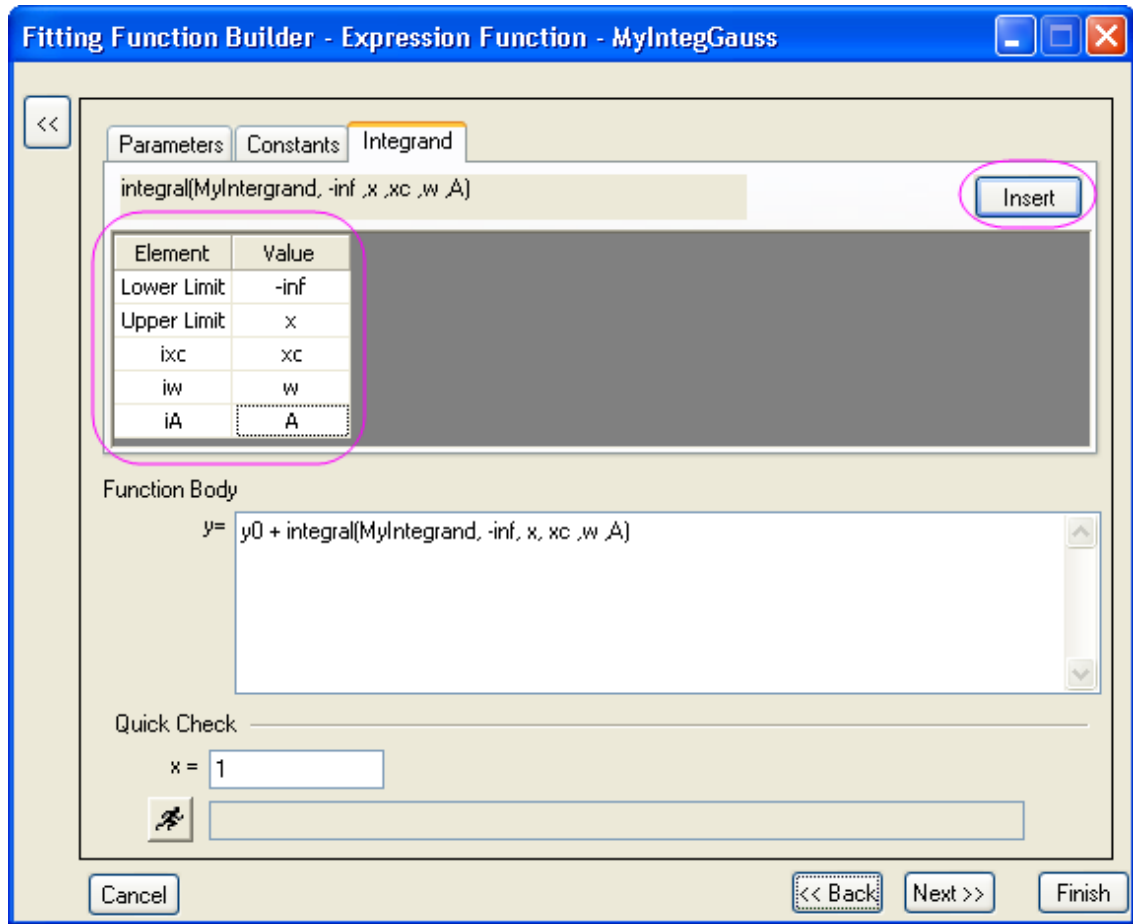 Fitting Function Builder - Expression Function - MyIntegGauss
<<
Parameters Constants Integrand
integral(MyIntergrand, -inf ,x ,xc ,w ,A)
Insert
Element Value
Lower Limit -inf
Upper Limit x
ixc xc
iw w
iA A
Function Body
y= y0 + integral(MyIntegrand, -inf, x, xc ,w ,A)
Quick Check
x = 1
Cancel << Back Next >> Finish